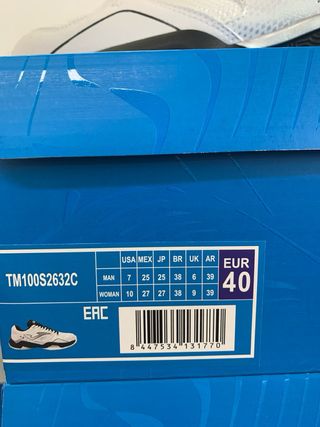 USA MEX JP BR UK AR EUR
TM100S2632C MAN 7 25 25 38 6 39 40
WOMAN 10 27 27 38 9 39
EAC
8 447534 131770